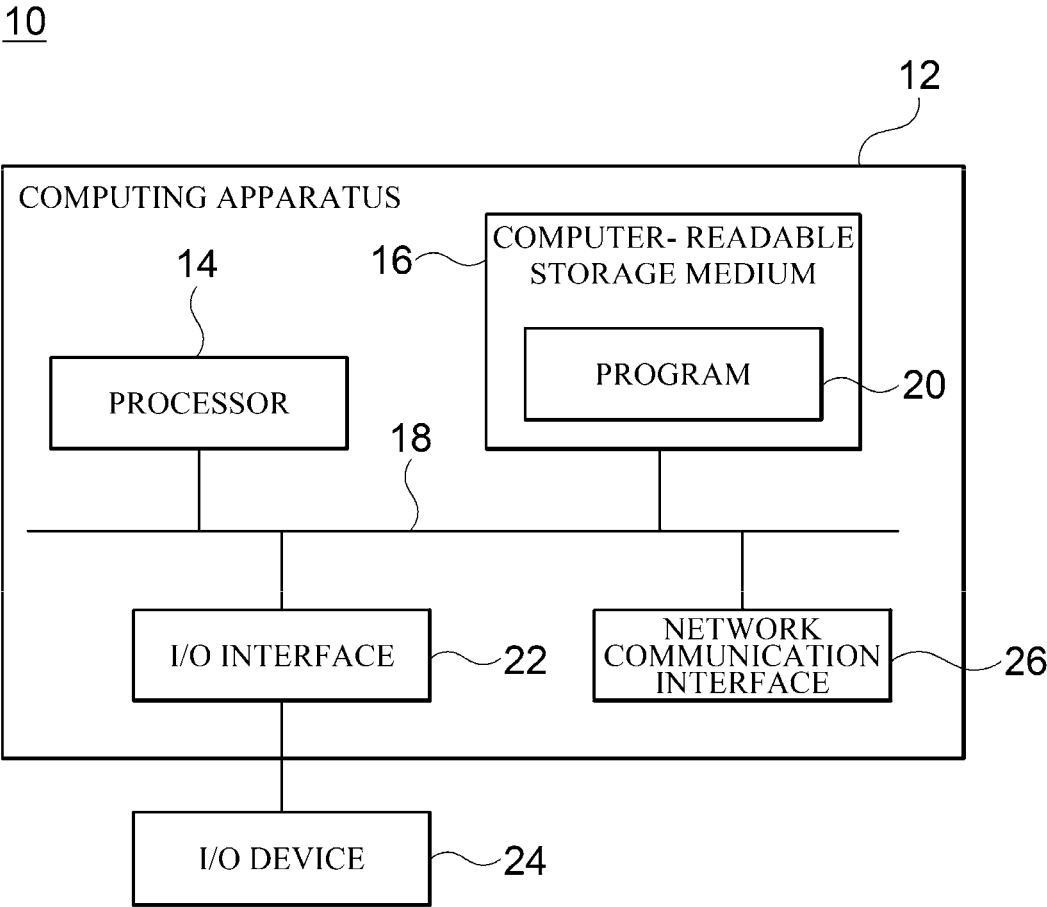 10
12
COMPUTING APPARATUS
14
16
COMPUTER- READABLE
STORAGE MEDIUM
PROCESSOR
PROGRAM
20
18
I/O INTERFACE
22
NETWORK
COMMUNICATION
INTERFACE
26
I/O DEVICE
24